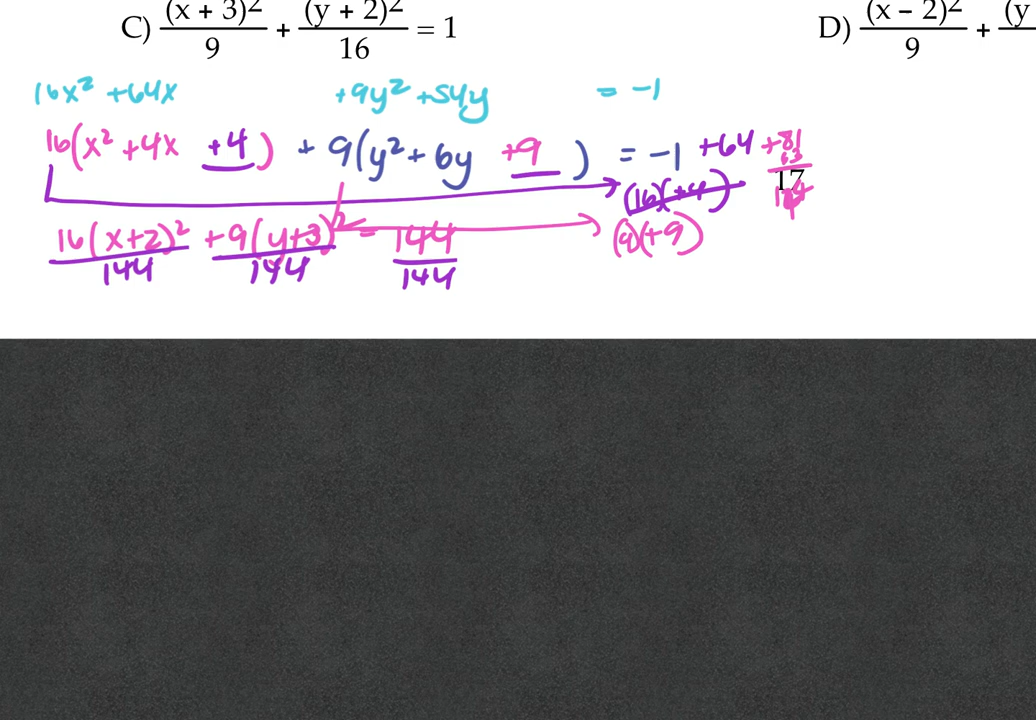 C) (x + 3)²/9 + (y + 2)²/16 = 1
D) (x – 2)²/9 + (y
16x² +64x +9y² +54y = -1
16(x² +4x +4) + 9(y² + 6y +9) = -1 +64 +81
63
(16)(+4) 17
144
16(x+2)²/144 +9(y+3)²/144 = 144/144
(9)(+9)